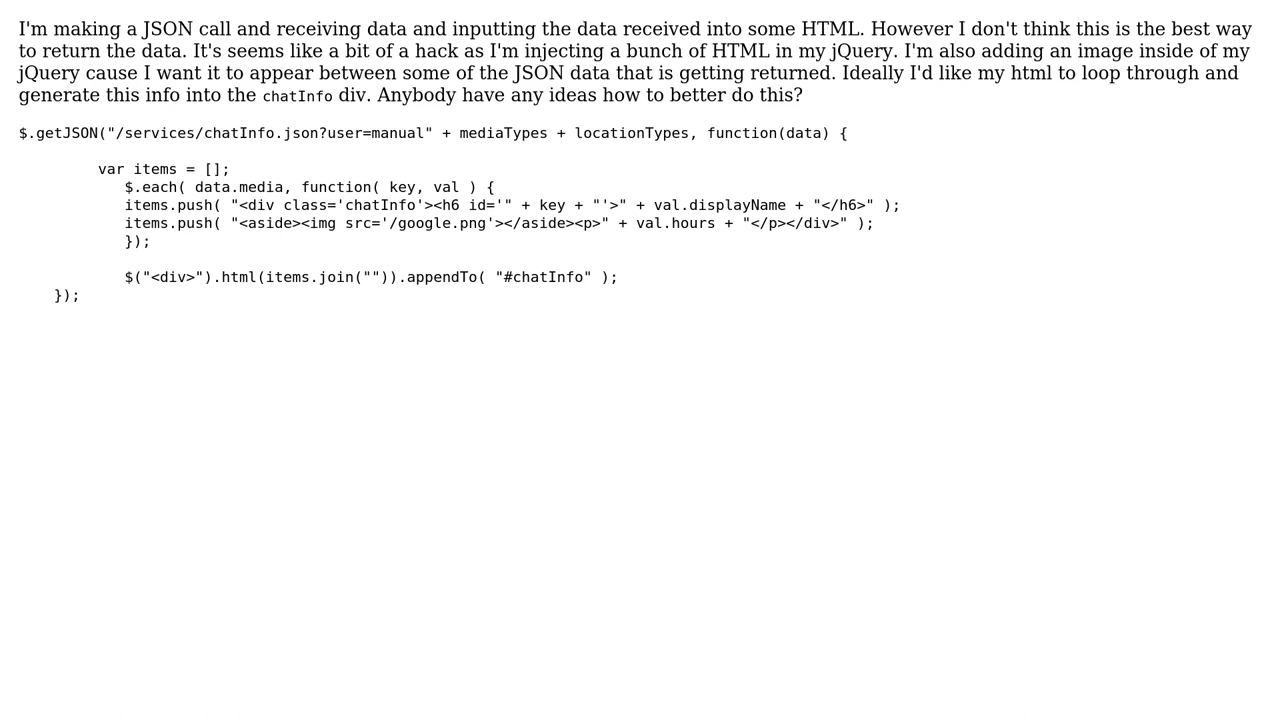 I'm making a JSON call and receiving data and inputting the data received into some HTML. However I don't think this is the best way
to return the data. It's seems like a bit of a hack as I'm injecting a bunch of HTML in my jQuery. I'm also adding an image inside of my
jQuery cause I want it to appear between some of the JSON data that is getting returned. Ideally I'd like my html to loop through and
generate this info into the chatInfo div. Anybody have any ideas how to better do this?
$.getJSON("/services/chatInfo.json?user=manual" + mediaTypes + locationTypes, function(data) {
var items = [];
$.each( data.media, function( key, val ) {
items.push( "<div class='chatInfo'><h6 id='" + key + "'>" + val.displayName + "</h6>" );
items.push( "<aside><img src='/google.png'></aside><p>" + val.hours + "</p></div>" );
});
$("<div>").html(items.join("")).appendTo( "#chatInfo" );
});